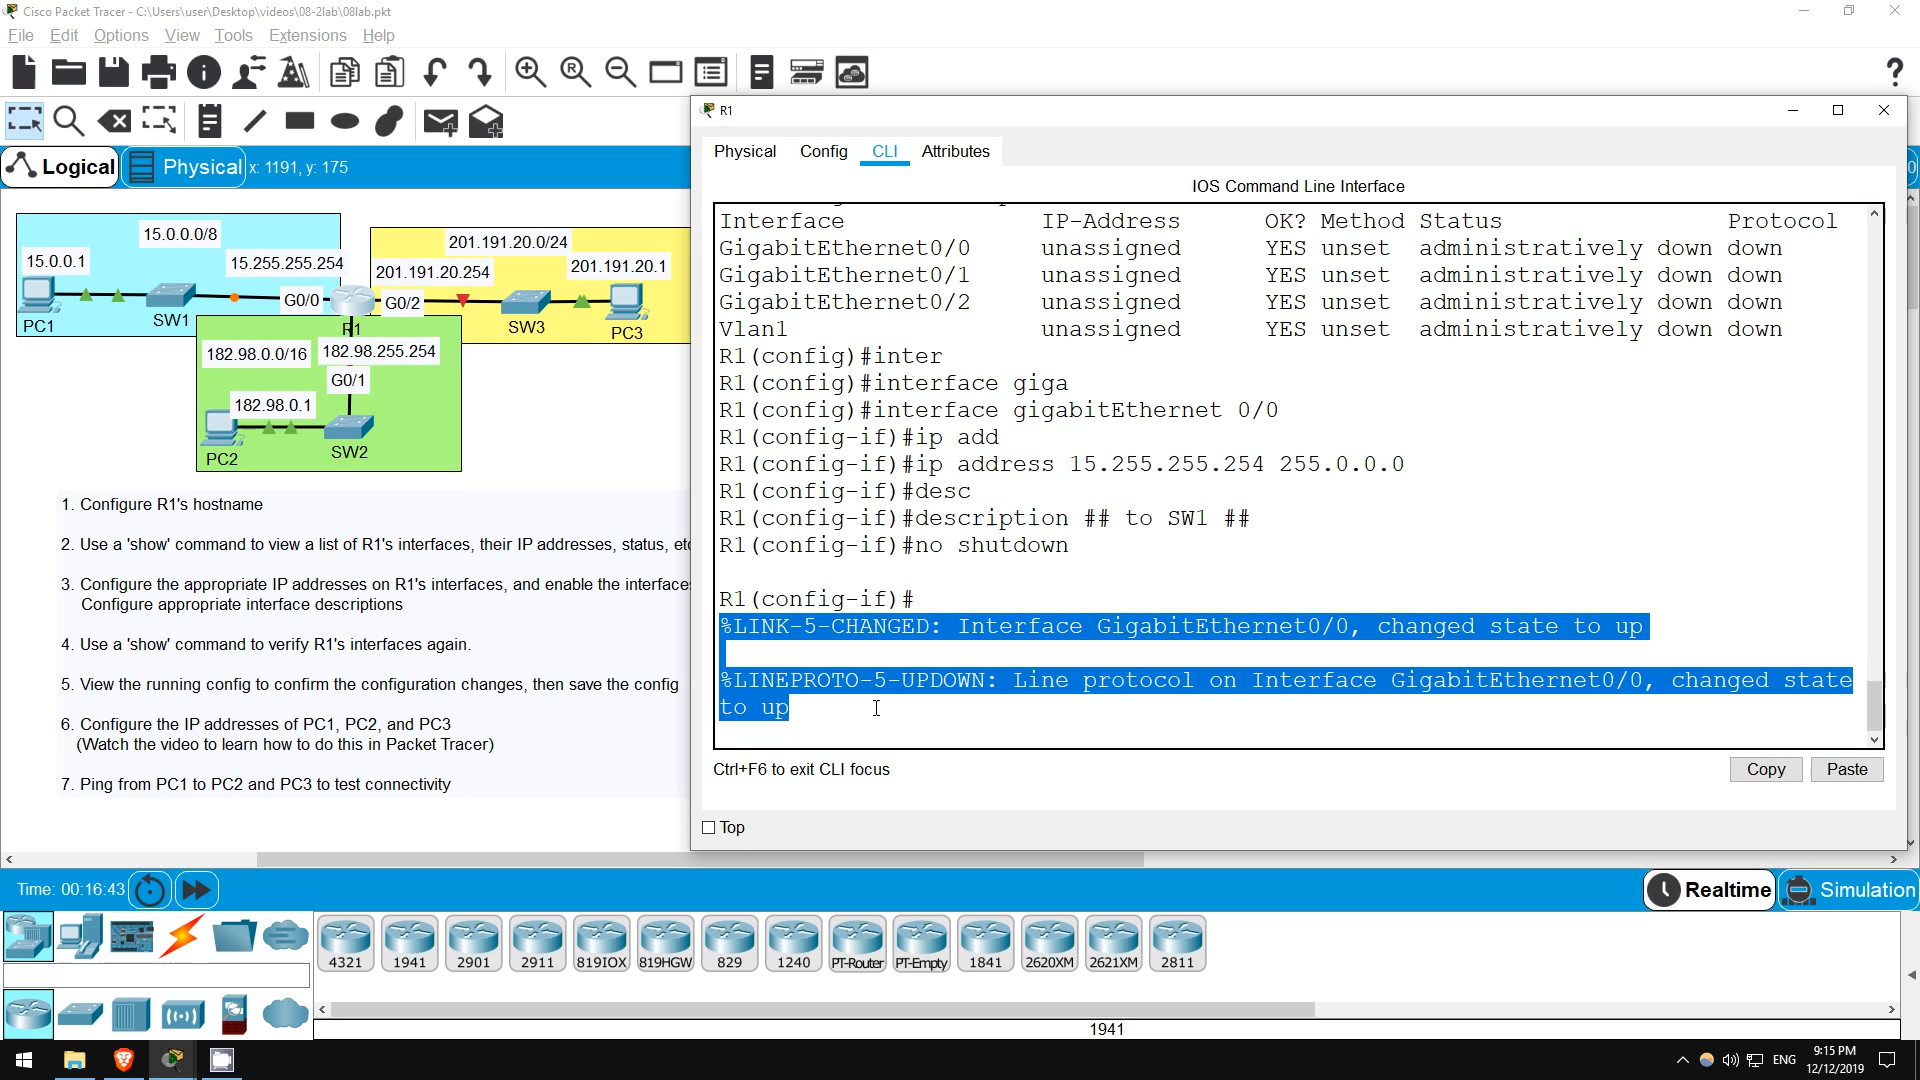 Cisco Packet Tracer - C:\Users\user\Desktop\videos\08-2lab\08lab.pkt
File Edit Options View Tools Extensions Help
Logical Physical x: 1191, y: 175
R1
Physical Config CLI Attributes
IOS Command Line Interface
15.0.0.0/8
15.0.0.1
15.255.255.254
PC1
SW1
G0/0
R1
201.191.20.0/24
201.191.20.254
201.191.20.1
G0/2
SW3
PC3
182.98.0.0/16
182.98.255.254
G0/1
182.98.0.1
PC2
SW2
1. Configure R1's hostname
2. Use a 'show' command to view a list of R1's interfaces, their IP addresses, status, etc
3. Configure the appropriate IP addresses on R1's interfaces, and enable the interfaces
Configure appropriate interface descriptions
4. Use a 'show' command to verify R1's interfaces again.
5. View the running config to confirm the configuration changes, then save the config
6. Configure the IP addresses of PC1, PC2, and PC3
(Watch the video to learn how to do this in Packet Tracer)
7. Ping from PC1 to PC2 and PC3 to test connectivity
Interface IP-Address OK? Method Status Protocol
GigabitEthernet0/0 unassigned YES unset administratively down down
GigabitEthernet0/1 unassigned YES unset administratively down down
GigabitEthernet0/2 unassigned YES unset administratively down down
Vlan1 unassigned YES unset administratively down down
R1(config)#inter
R1(config)#interface giga
R1(config)#interface gigabitEthernet 0/0
R1(config-if)#ip add
R1(config-if)#ip address 15.255.255.254 255.0.0.0
R1(config-if)#desc
R1(config-if)#description ## to SW1 ##
R1(config-if)#no shutdown
R1(config-if)#
%LINK-5-CHANGED: Interface GigabitEthernet0/0, changed state to up
%LINEPROTO-5-UPDOWN: Line protocol on Interface GigabitEthernet0/0, changed state
to up
Ctrl+F6 to exit CLI focus
Copy Paste
Top
Time: 00:16:43
Realtime Simulation
4321 1941 2901 2911 819IOX 819HGW 829 1240 PT-Router PT-Empty 1841 2620XM 2621XM 2811
1941
ENG
9:15 PM
12/12/2019